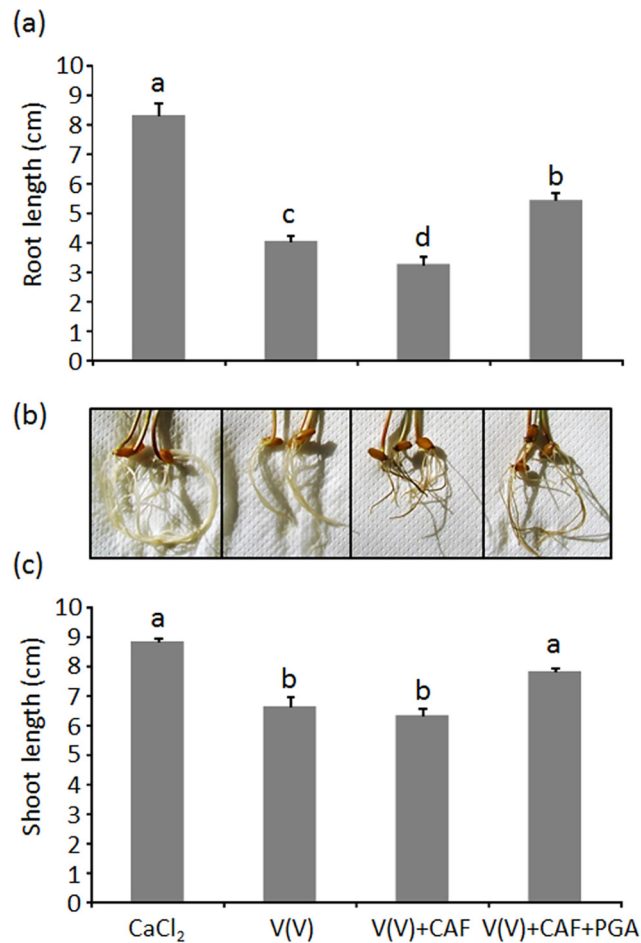 (a)
Root length (cm)
10
9
8
7
6
5
4
3
2
1
0
a
c
d
b
(b)
(c)
Shoot length (cm)
10
9
8
7
6
5
4
3
2
1
0
a
b
b
a
CaCl₂ V(V) V(V)+CAF V(V)+CAF+PGA